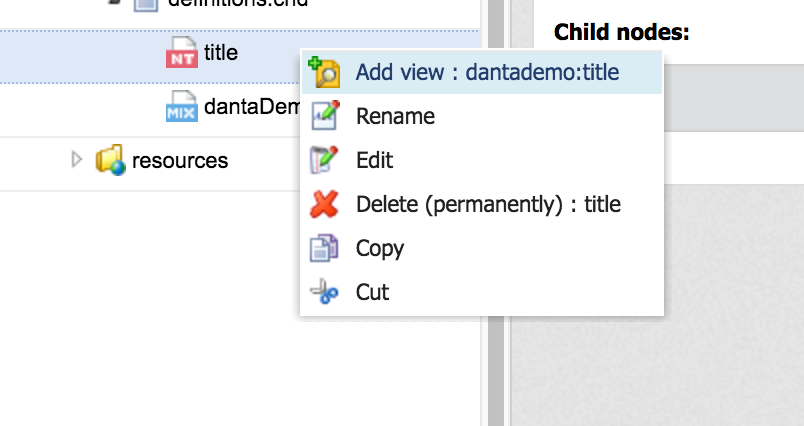 definitions.cnd
Child nodes:
NT title
Add view : dantademo:title
MIX dantaDem
Rename
Edit
resources
Delete (permanently) : title
Copy
Cut